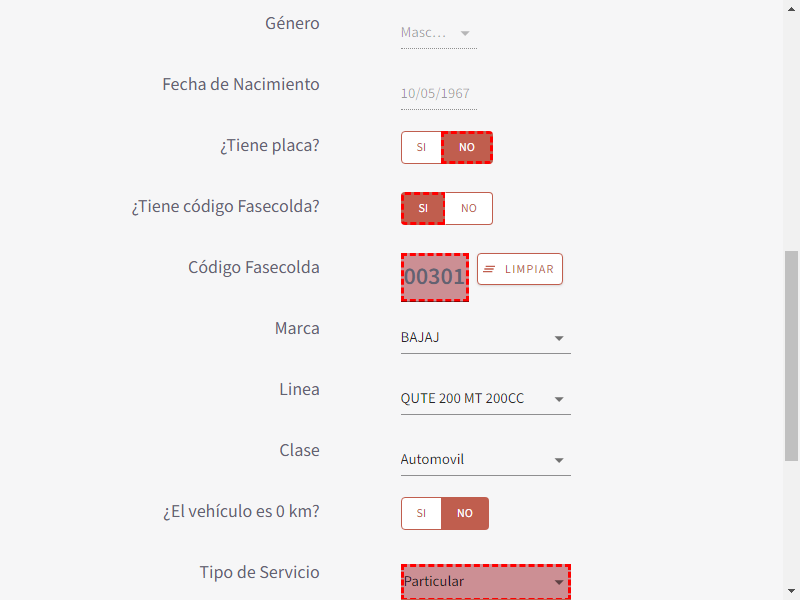 Género
Masc...
Fecha de Nacimiento
10/05/1967
¿Tiene placa?
SI NO
¿Tiene código Fasecolda?
SI NO
Código Fasecolda
00301
LIMPIAR
Marca
BAJAJ
Linea
QUTE 200 MT 200CC
Clase
Automovil
¿El vehículo es 0 km?
SI NO
Tipo de Servicio
Particular